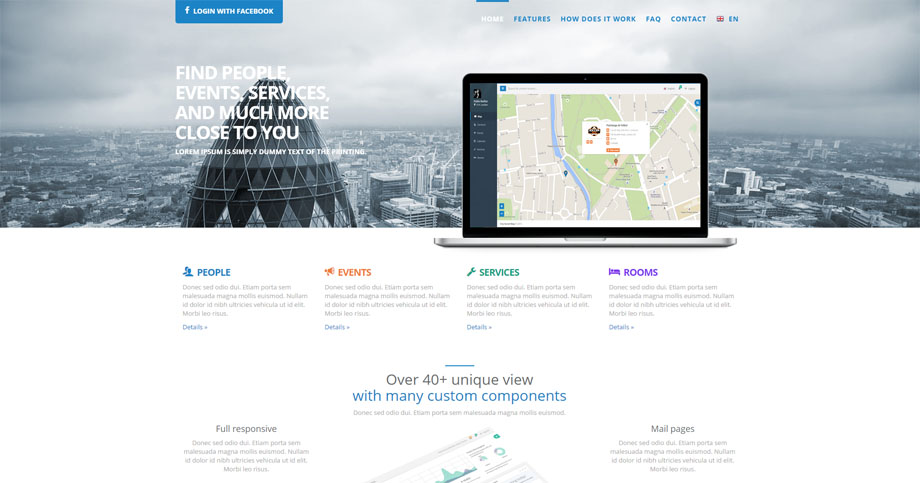 LOGIN WITH FACEBOOK
HOME FEATURES HOW DOES IT WORK FAQ CONTACT EN
FIND PEOPLE,
EVENTS, SERVICES,
AND MUCH MORE
CLOSE TO YOU
LOREM IPSUM IS SIMPLY DUMMY TEXT OF THE PRINTING
PEOPLE
Donec sed odio dui. Etiam porta sem
malesuada magna mollis euismod. Nullam
id dolor id nibh ultricies vehicula ut id elit.
Morbi leo risus.
Details »
EVENTS
Donec sed odio dui. Etiam porta sem
malesuada magna mollis euismod. Nullam
id dolor id nibh ultricies vehicula ut id elit.
Morbi leo risus.
Details »
SERVICES
Donec sed odio dui. Etiam porta sem
malesuada magna mollis euismod. Nullam
id dolor id nibh ultricies vehicula ut id elit.
Morbi leo risus.
Details »
ROOMS
Donec sed odio dui. Etiam porta sem
malesuada magna mollis euismod. Nullam
id dolor id nibh ultricies vehicula ut id elit.
Morbi leo risus.
Details »
Over 40+ unique view
with many custom components
Donec sed odio dui. Etiam porta sem malesuada magna mollis euismod.
Full responsive
Donec sed odio dui. Etiam porta sem
malesuada magna mollis euismod. Nullam
id dolor id nibh ultricies vehicula ut id elit.
Morbi leo risus.
Mail pages
Donec sed odio dui. Etiam porta sem
malesuada magna mollis euismod. Nullam
id dolor id nibh ultricies vehicula ut id elit.
Morbi leo risus.